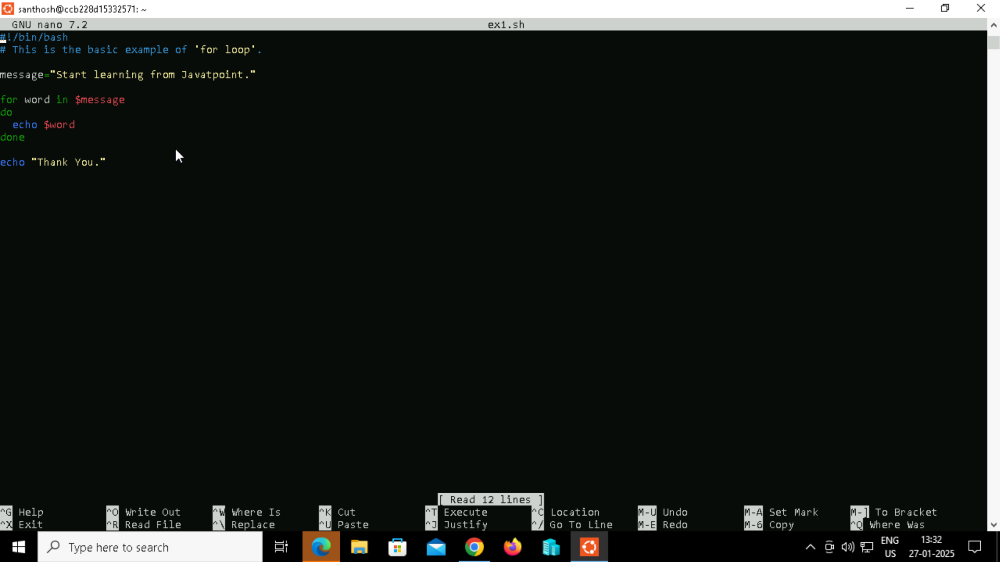 santhosh@ccb228d15332571: ~
GNU nano 7.2 ex1.sh
#!/bin/bash
# This is the basic example of 'for loop'.
message="Start learning from Javatpoint."
for word in $message
do
  echo $word
done
echo "Thank You."
[ Read 12 lines ]
^G Help ^O Write Out ^W Where Is ^K Cut ^T Execute ^C Location M-U Undo M-A Set Mark M-] To Bracket
^X Exit ^R Read File ^\ Replace ^U Paste ^J Justify ^/ Go To Line M-E Redo M-6 Copy ^Q Where Was
Type here to search
ENG
US
13:32
27-01-2025